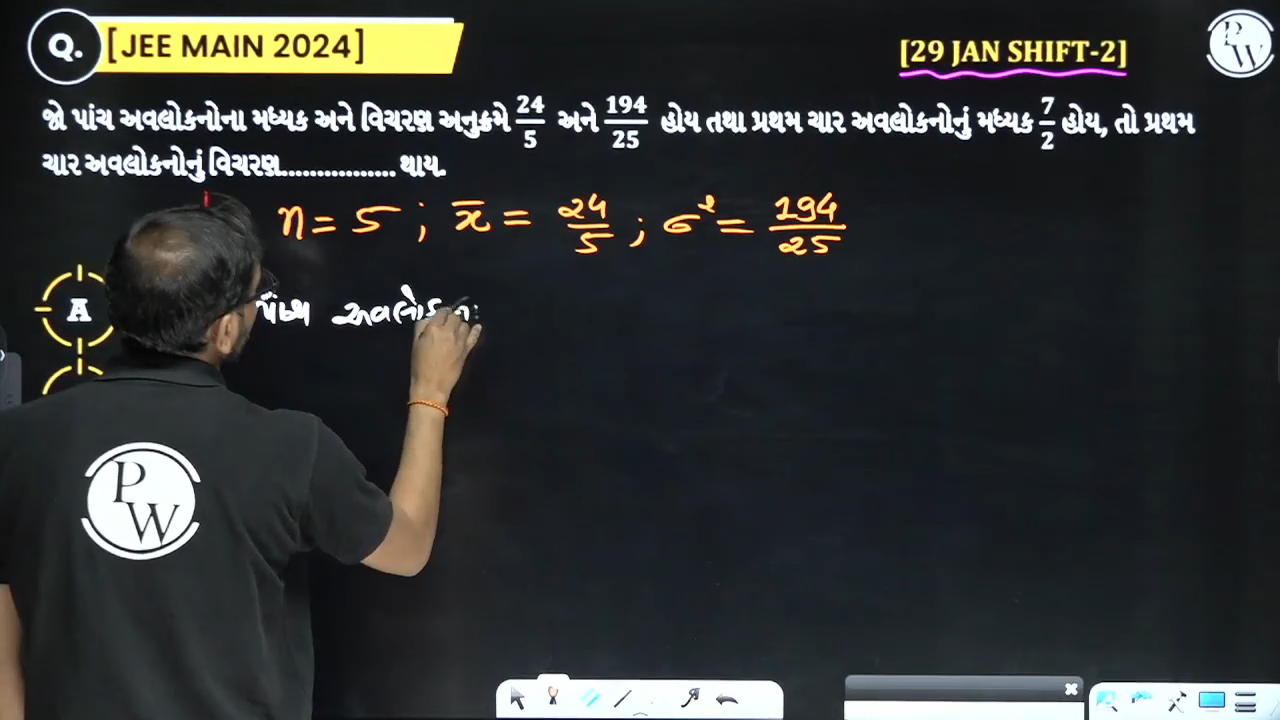 Q. [JEE MAIN 2024]
[29 JAN SHIFT-2]
PW
જો પાંચ અવલોકનોના મધ્યક અને વિચરણ અનુક્રમે 24/5 અને 194/25 હોય તથા પ્રથમ ચાર અવલોકનોનું મધ્યક 7/2 હોય, તો પ્રથમ
ચાર અવલોકનોનું વિચરણ................ થાય.
n = 5 ; x̄ = 24/5 ; σ² = 194/25
A
PW